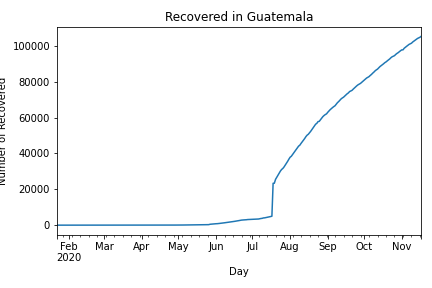 Recovered in Guatemala
Number of Recovered
100000
80000
60000
40000
20000
0
Feb Mar Apr May Jun Jul Aug Sep Oct Nov
2020
Day